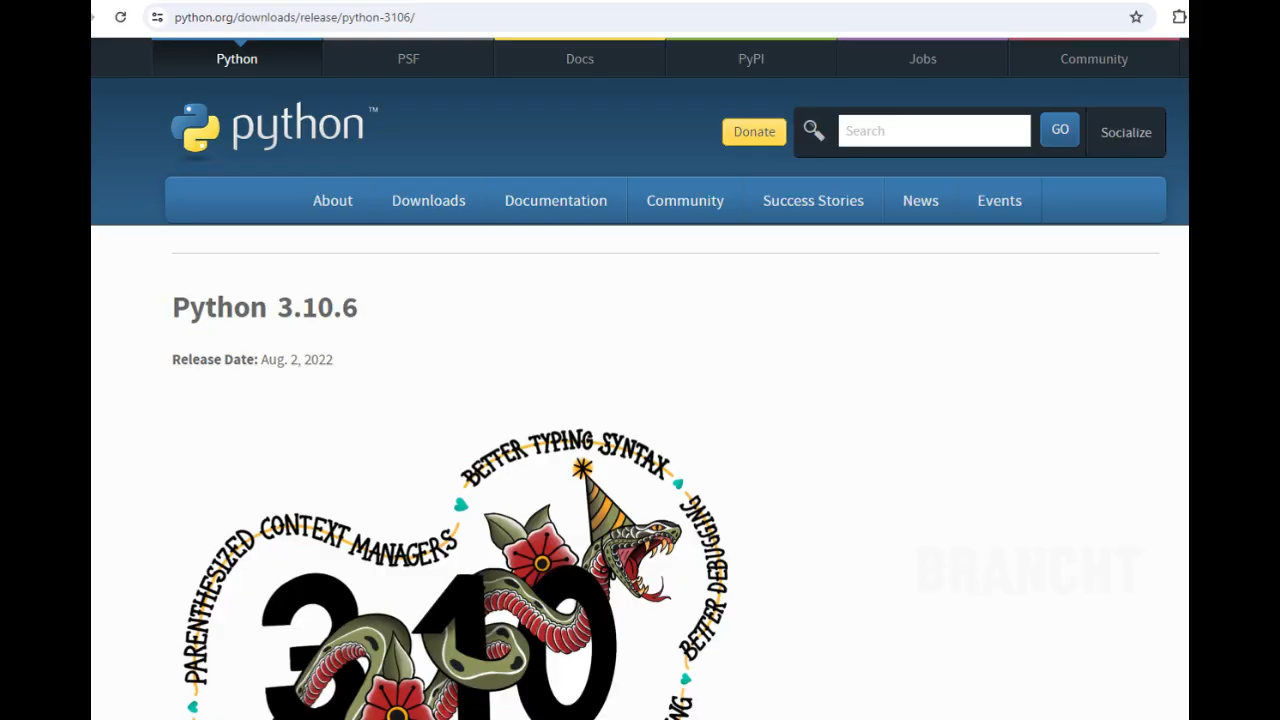 python.org/downloads/release/python-3106/
Python
PSF
Docs
PyPI
Jobs
Community
python™
Donate
Search
GO
Socialize
About
Downloads
Documentation
Community
Success Stories
News
Events
Python 3.10.6
Release Date: Aug. 2, 2022
BETTER TYPING SYNTAX
PARENTHESIZED CONTEXT MANAGERS
BETTER DEBUGGING
3.10